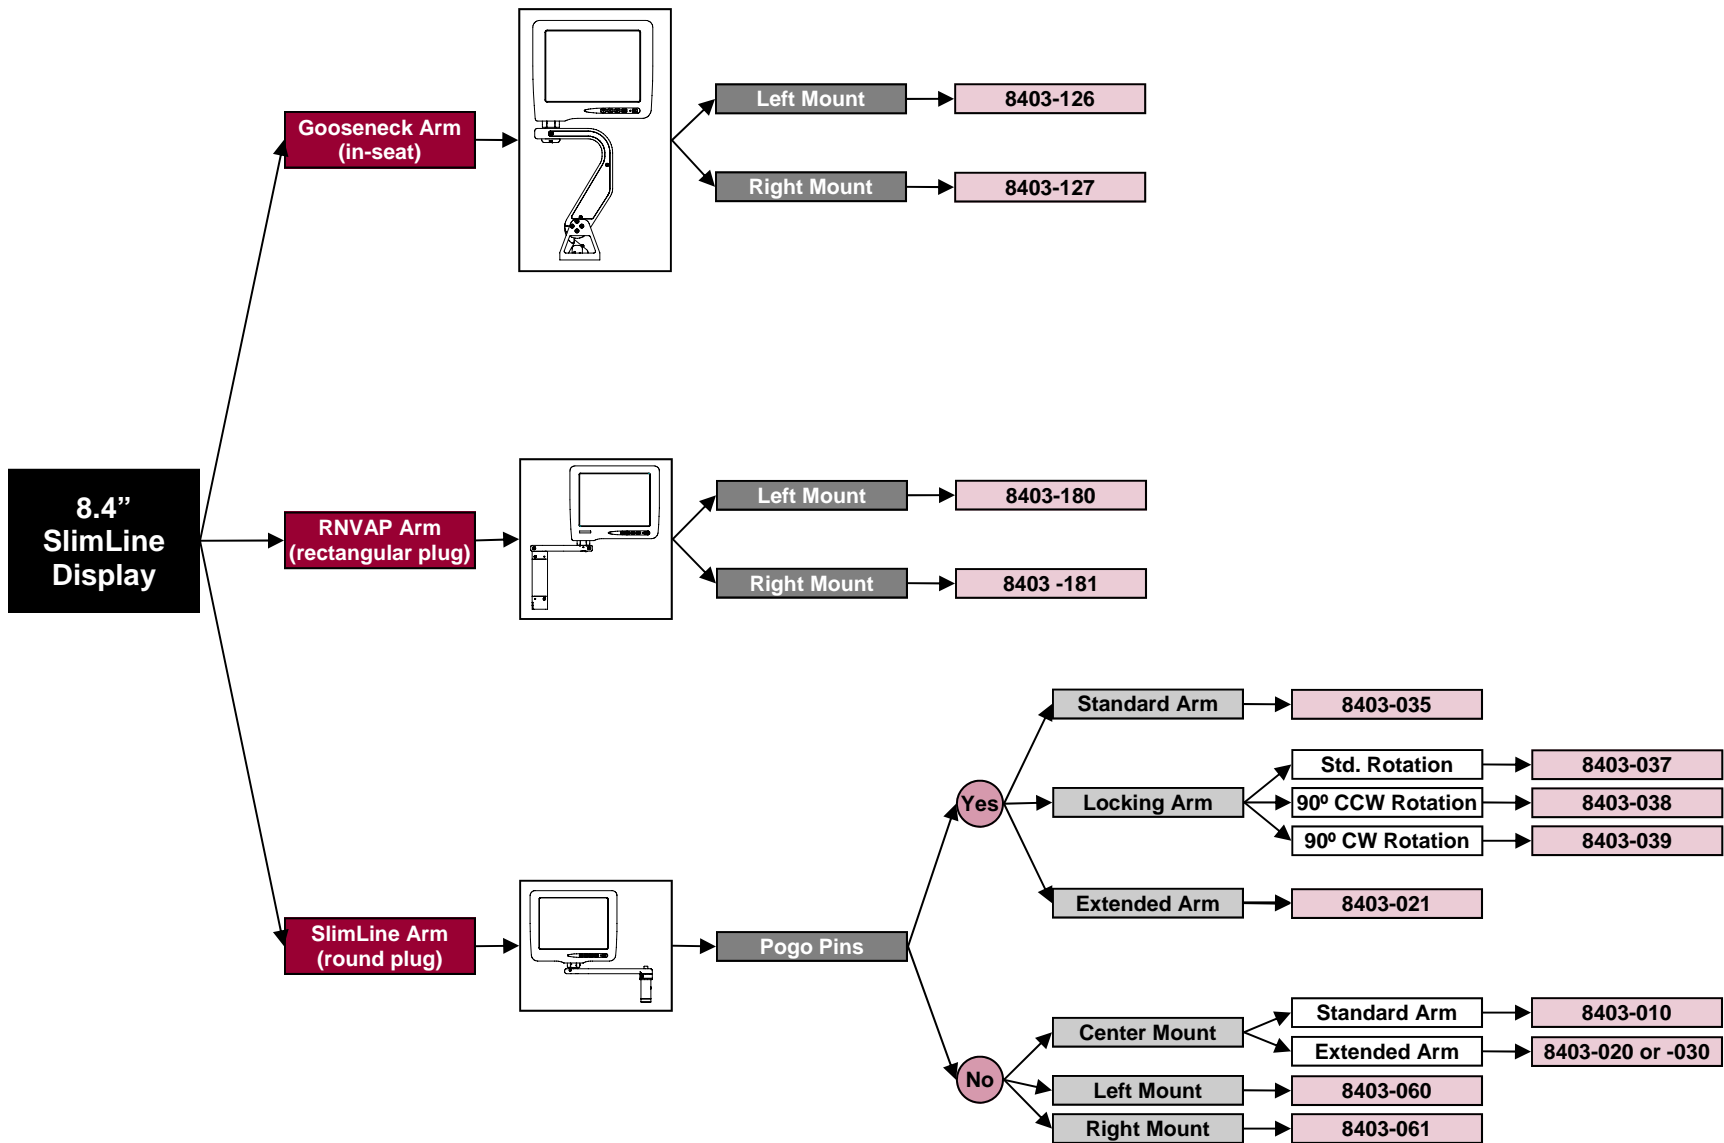 8.4”
SlimLine
Display
Gooseneck Arm
(in-seat)
Left Mount
8403-126
Right Mount
8403-127
RNVAP Arm
(rectangular plug)
Left Mount
8403-180
Right Mount
8403 -181
SlimLine Arm
(round plug)
Pogo Pins
Yes
Standard Arm
8403-035
Locking Arm
Std. Rotation
8403-037
90º CCW Rotation
8403-038
90º CW Rotation
8403-039
Extended Arm
8403-021
No
Center Mount
Standard Arm
8403-010
Extended Arm
8403-020 or -030
Left Mount
8403-060
Right Mount
8403-061